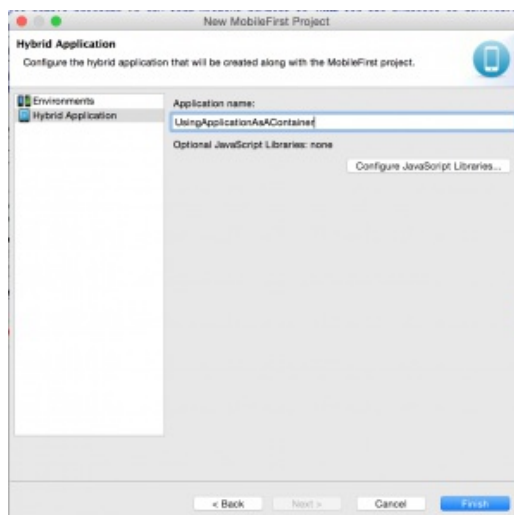 New MobileFirst Project
Hybrid Application
Configure the hybrid application that will be created along with the MobileFirst project.
Environments
Hybrid Application
Application name:
UsingApplicationAsAContainer
Optional JavaScript Libraries: none
Configure JavaScript Libraries...
< Back
Next >
Cancel
Finish